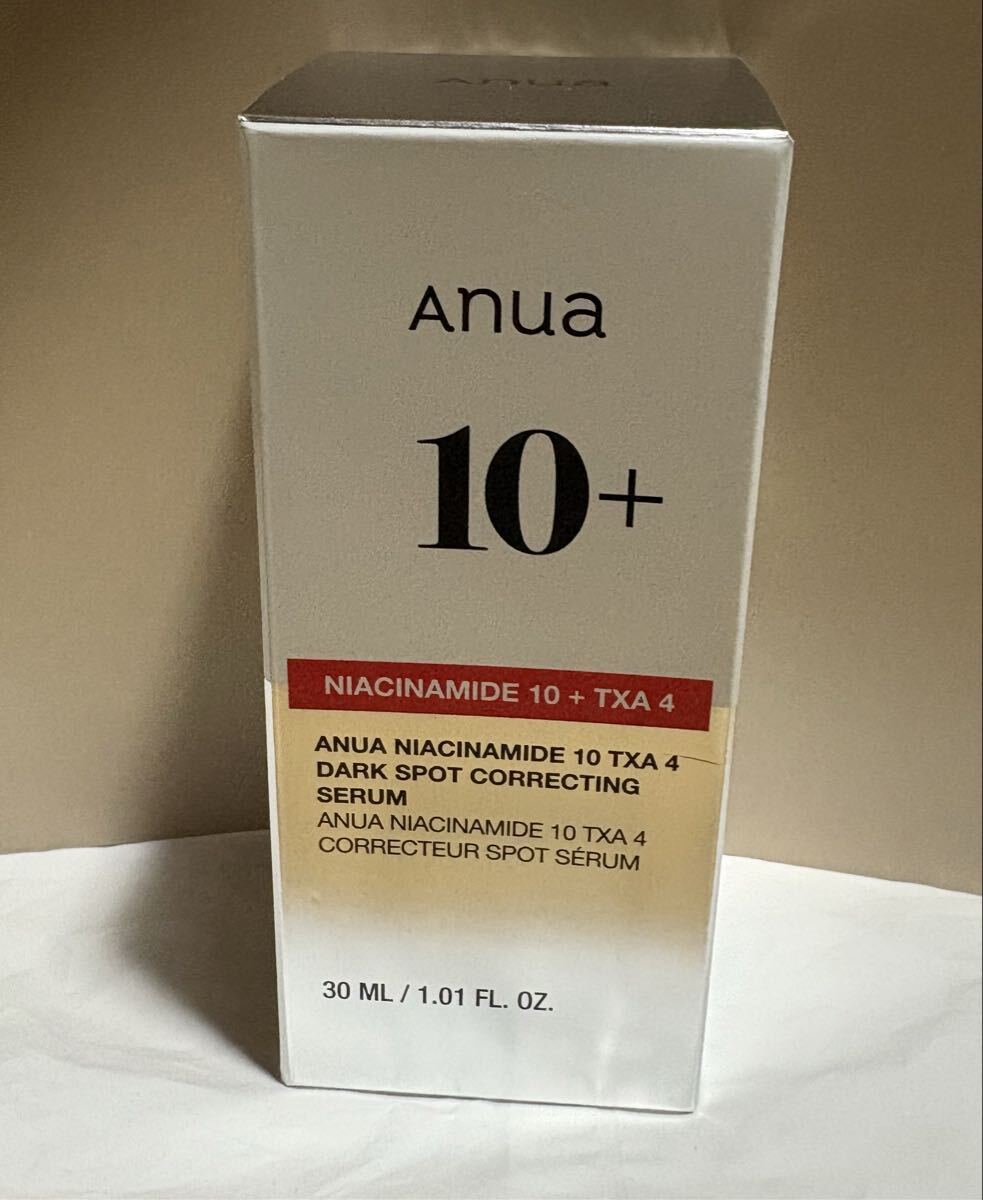 Anua
Anua
10+
NIACINAMIDE 10 + TXA 4
ANUA NIACINAMIDE 10 TXA 4
DARK SPOT CORRECTING
SERUM
ANUA NIACINAMIDE 10 TXA 4
CORRECTEUR SPOT SÉRUM
30 ML / 1.01 FL. OZ.